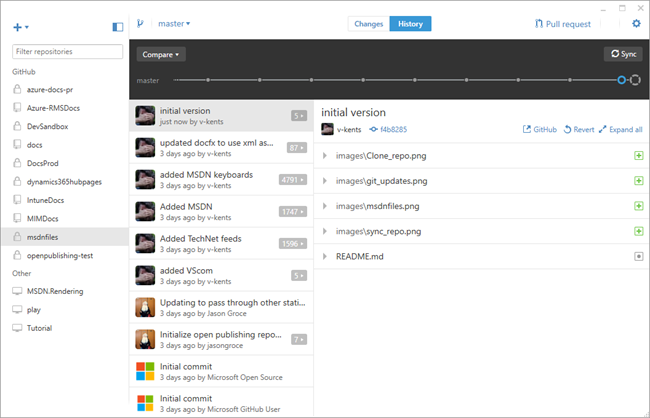 master
Changes
History
Pull request
Filter repositories
Compare
Sync
master
GitHub
azure-docs-pr
Azure-RMSDocs
DevSandbox
docs
DocsProd
dynamics365hubpages
IntuneDocs
MIMDocs
msdnfiles
openpublishing-test
Other
MSDN.Rendering
play
Tutorial
initial version
just now by v-kents
5
updated docfx to use xml as...
3 days ago by v-kents
87
added MSDN keyboards
3 days ago by v-kents
4791
Added MSDN
3 days ago by v-kents
1747
Added TechNet feeds
3 days ago by v-kents
1596
added VScom
3 days ago by v-kents
5
Updating to pass through other stati...
3 days ago by Jason Groce
Initialize open publishing repo...
3 days ago by jasongroce
7
Initial commit
3 days ago by Microsoft Open Source
Initial commit
3 days ago by Microsoft GitHub User
initial version
v-kents
f4b8285
GitHub
Revert
Expand all
images\Clone_repo.png
images\git_updates.png
images\msdnfiles.png
images\sync_repo.png
README.md